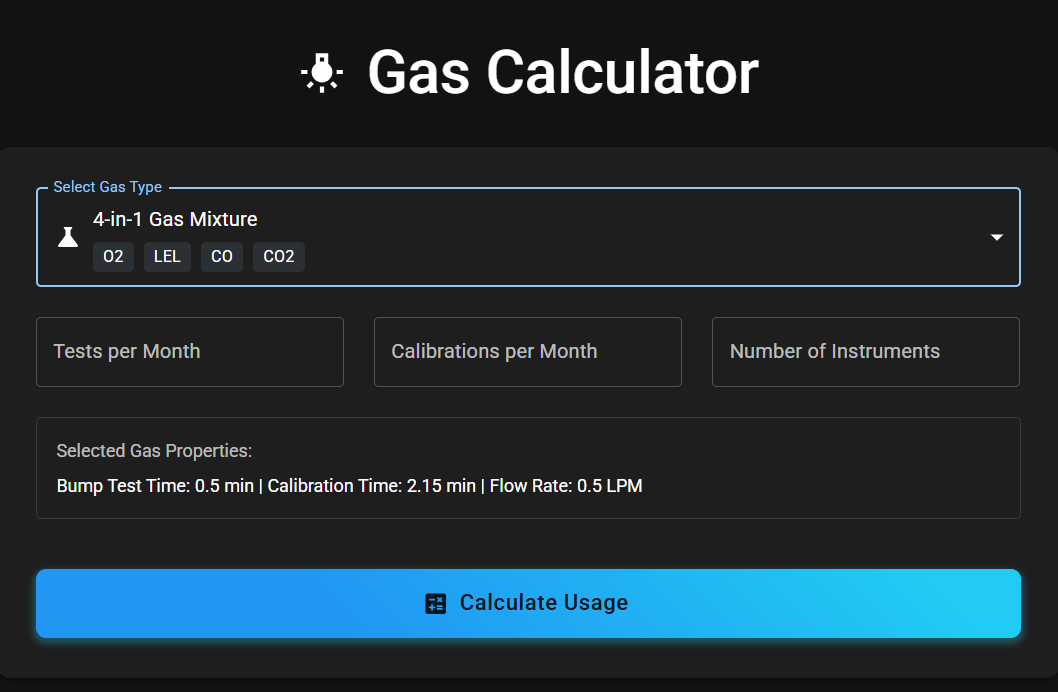 Gas Calculator
Select Gas Type
4-in-1 Gas Mixture
O2 LEL CO CO2
Tests per Month Calibrations per Month Number of Instruments
Selected Gas Properties:
Bump Test Time: 0.5 min | Calibration Time: 2.15 min | Flow Rate: 0.5 LPM
Calculate Usage